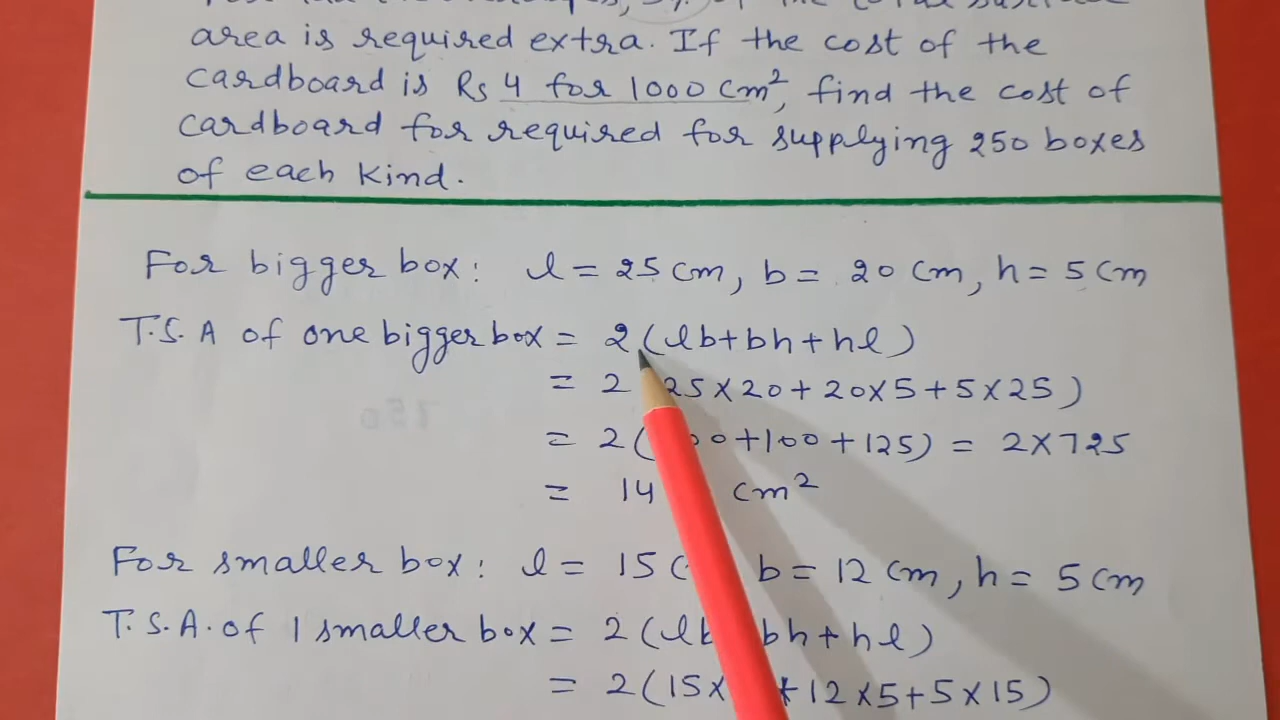 area is required extra. If the cost of the
cardboard is Rs 4 for 1000 cm², find the cost of
cardboard for required for supplying 250 boxes
of each kind.
For bigger box: l = 25 cm, b = 20 cm, h = 5 cm
T.S.A of one bigger box = 2(lb+bh+hl)
= 2 25×20+20×5+5×25)
= 2( 00+100+125) = 2×725
= 14 cm²
For smaller box: l = 15 c b = 12 cm, h = 5 cm
T.S.A. of 1 smaller box = 2(lb bh+hl)
= 2(15× +12×5+5×15)